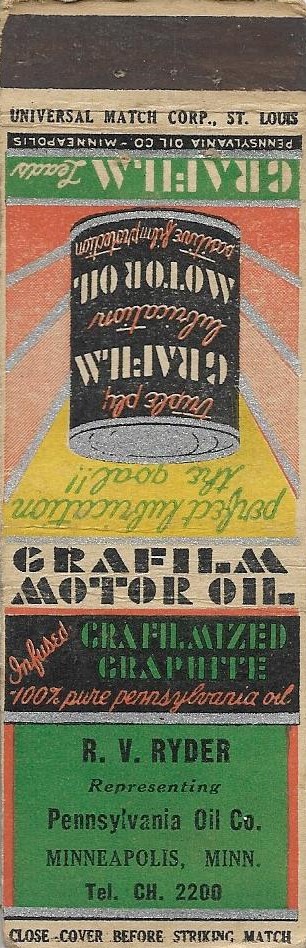 UNIVERSAL MATCH CORP., ST. LOUIS
PENNSYLVANIA OIL CO - MINNEAPOLIS
perfect lubrication
the goal!!
triple ply
GRAFILM
lubrication
MOTOR OIL
positive film protection
GRAFILM Leads
GRAFILM
MOTOR OIL
Infused GRAFILMIZED
GRAPHITE
100% pure pennsylvania oil
R. V. RYDER
Representing
Pennsylvania Oil Co.
MINNEAPOLIS, MINN.
Tel. CH. 2200
CLOSE-COVER BEFORE STRIKING MATCH